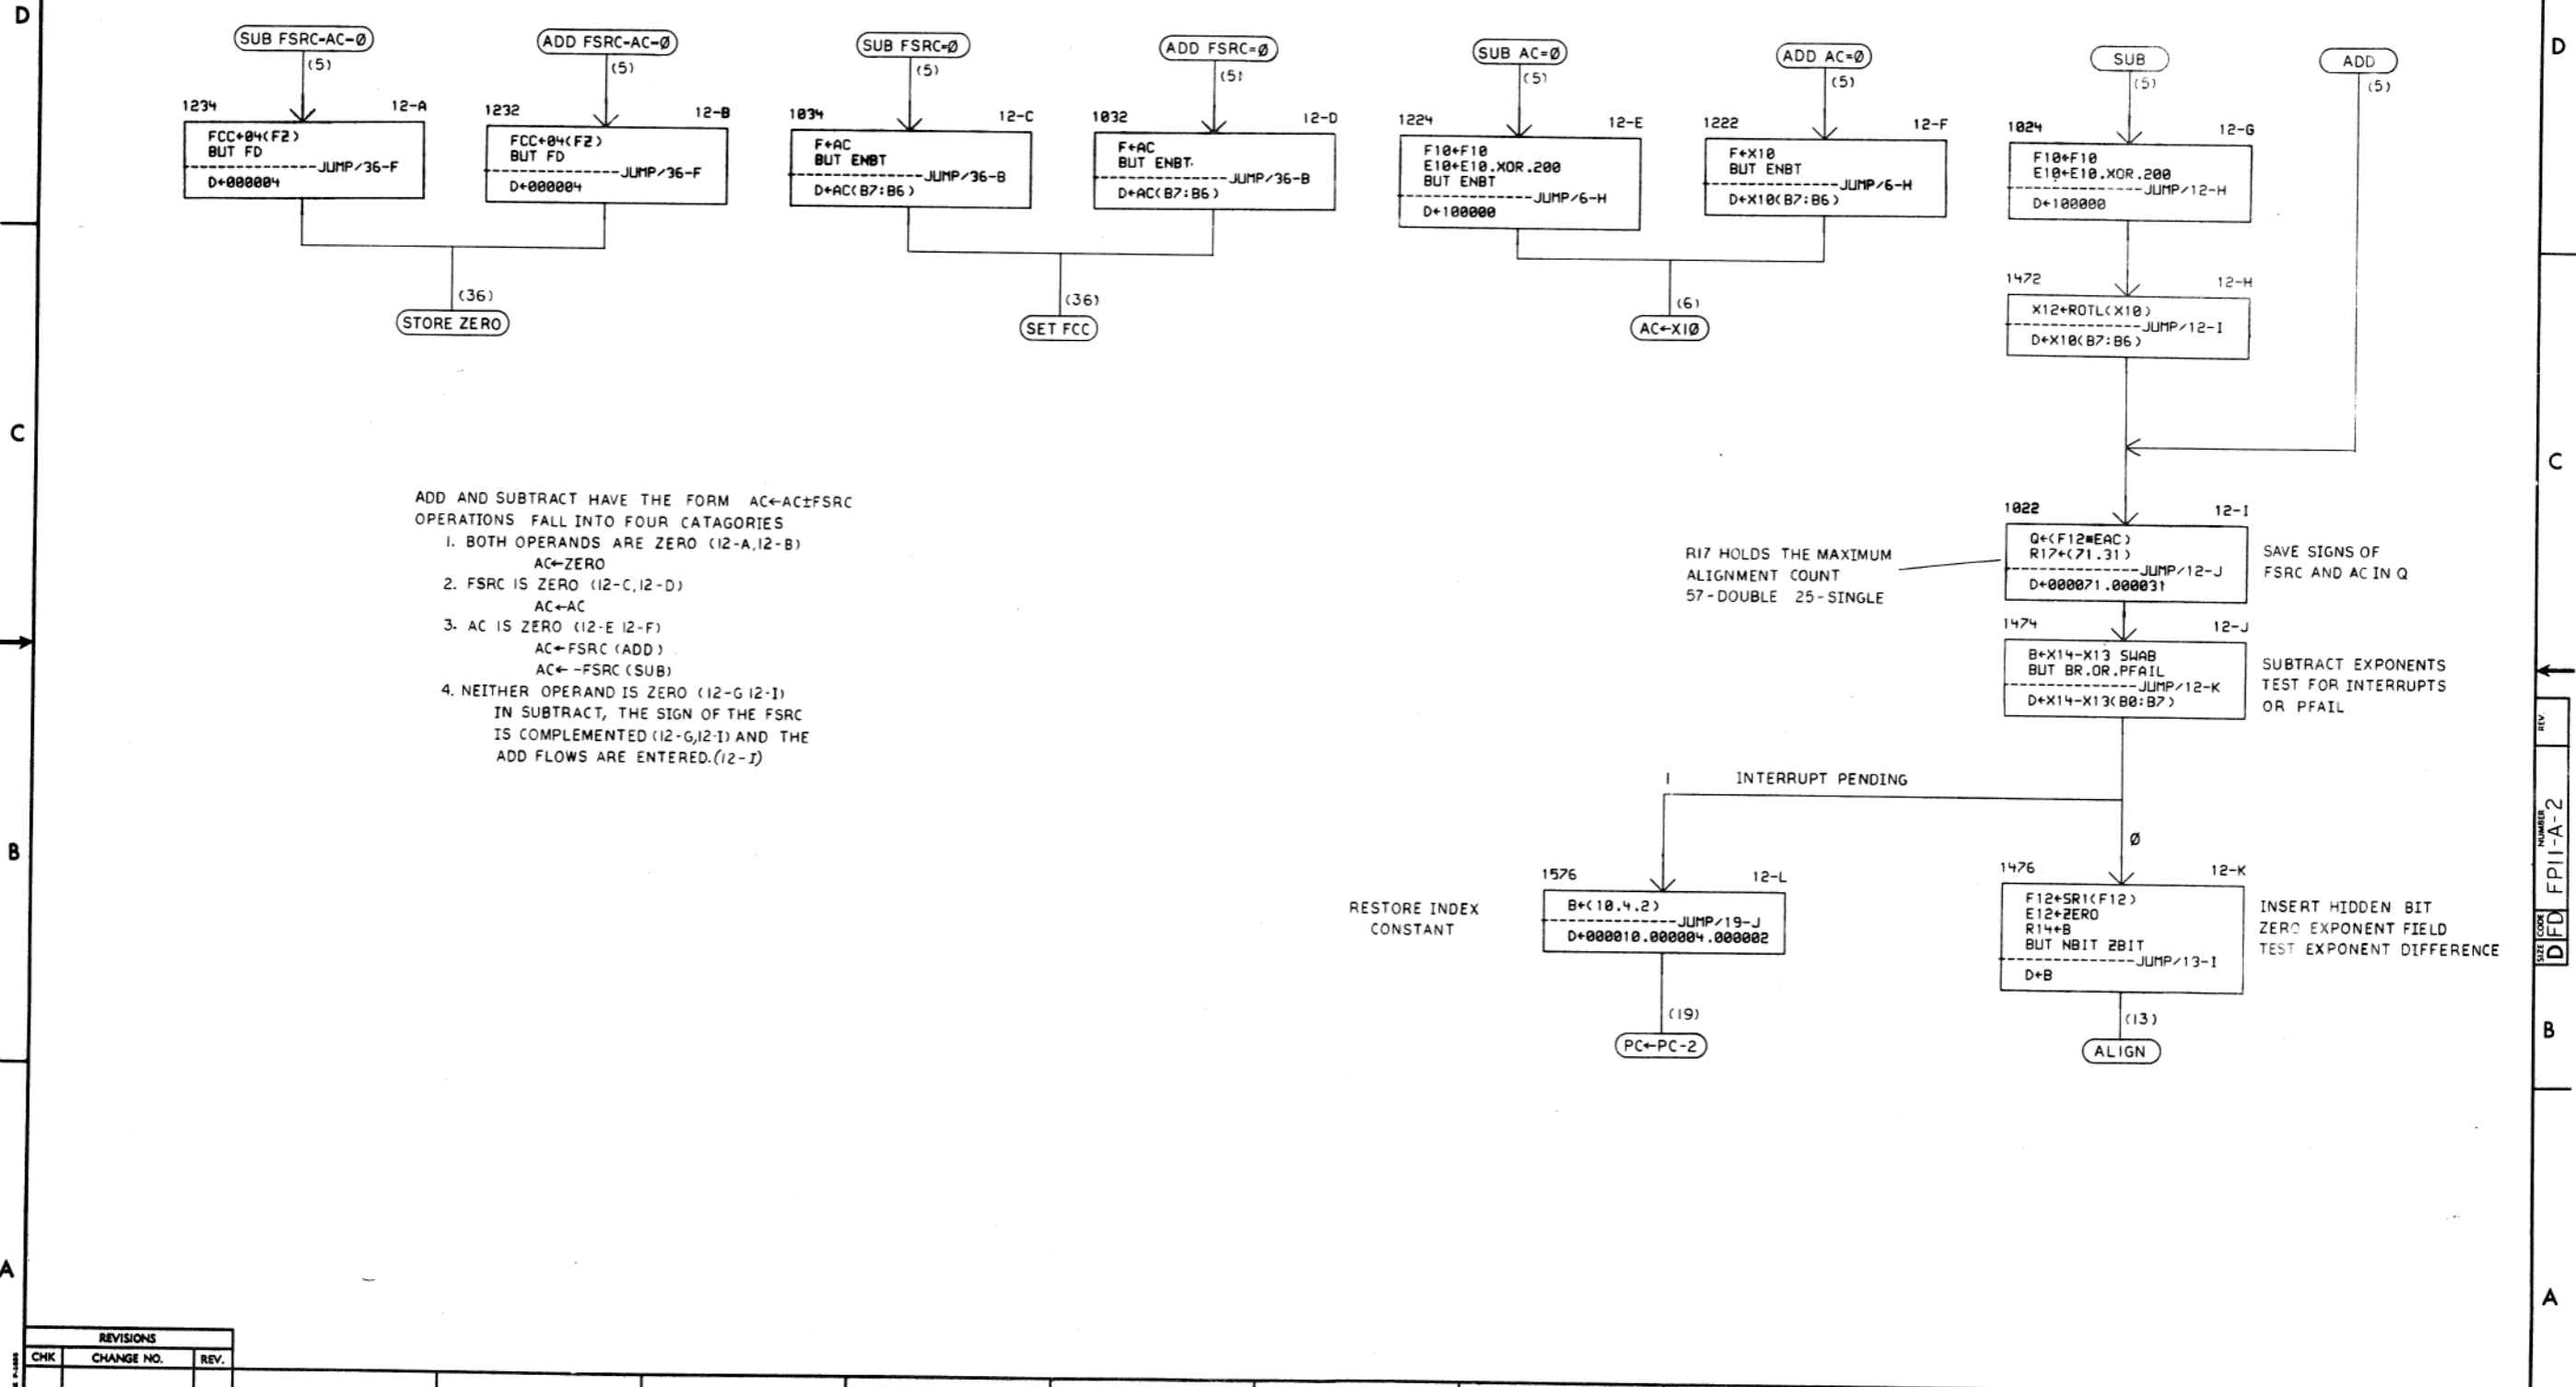 D
SUB FSRC-AC-Ø
(5)
1234 12-A
FCC←04(F2)
BUT FD
JUMP/36-F
D←000004
ADD FSRC-AC-Ø
(5)
1232 12-B
FCC←04(F2)
BUT FD
JUMP/36-F
D←000004
(36)
STORE ZERO
SUB FSRC=Ø
(5)
1034 12-C
F←AC
BUT ENBT
JUMP/36-B
D←AC(B7:B6)
ADD FSRC=Ø
(5)
1032 12-D
F←AC
BUT ENBT
JUMP/36-B
D←AC(B7:B6)
(36)
SET FCC
SUB AC=Ø
(5)
1224 12-E
F10←F10
E10←E10.XOR.200
BUT ENBT
JUMP/6-H
D←100000
ADD AC=Ø
(5)
1222 12-F
F←X10
BUT ENBT
JUMP/6-H
D←X10(B7:B6)
(6)
AC←X1Ø
SUB
(5)
1024 12-G
F10←F10
E10←E10.XOR.200
JUMP/12-H
D←100000
ADD
(5)
D
1472 12-H
X12←ROTL(X10)
JUMP/12-I
D←X10(B7:B6)
C
C
ADD AND SUBTRACT HAVE THE FORM AC←AC±FSRC
OPERATIONS FALL INTO FOUR CATAGORIES
1. BOTH OPERANDS ARE ZERO (12-A,12-B)
AC←ZERO
2. FSRC IS ZERO (12-C,12-D)
AC←AC
3. AC IS ZERO (12-E 12-F)
AC←FSRC (ADD)
AC← -FSRC (SUB)
4. NEITHER OPERAND IS ZERO (12-G 12-I)
IN SUBTRACT, THE SIGN OF THE FSRC
IS COMPLEMENTED (12-G,12-I) AND THE
ADD FLOWS ARE ENTERED.(12-I)
R17 HOLDS THE MAXIMUM
ALIGNMENT COUNT
57-DOUBLE 25-SINGLE
1022 12-I
Q←(F12■EAC)
R17←(71.31)
JUMP/12-J
D←000071.000031
SAVE SIGNS OF
FSRC AND AC IN Q
1474 12-J
B←X14-X13 SWAB
BUT BR.OR.PFAIL
JUMP/12-K
D←X14-X13(B0:B7)
SUBTRACT EXPONENTS
TEST FOR INTERRUPTS
OR PFAIL
1 INTERRUPT PENDING
Ø
B
RESTORE INDEX
CONSTANT
1576 12-L
B←(10.4.2)
JUMP/19-J
D←000010.000004.000002
(19)
PC←PC-2
1476 12-K
F12←SR1(F12)
E12←ZERO
R14←B
BUT NBIT ZBIT
JUMP/13-I
D←B
INSERT HIDDEN BIT
ZERO EXPONENT FIELD
TEST EXPONENT DIFFERENCE
(13)
ALIGN
B
REV.
NUMBER
FP11-A-2
CODE
FD
SIZE
D
A
A
REVISIONS
CHK CHANGE NO. REV.